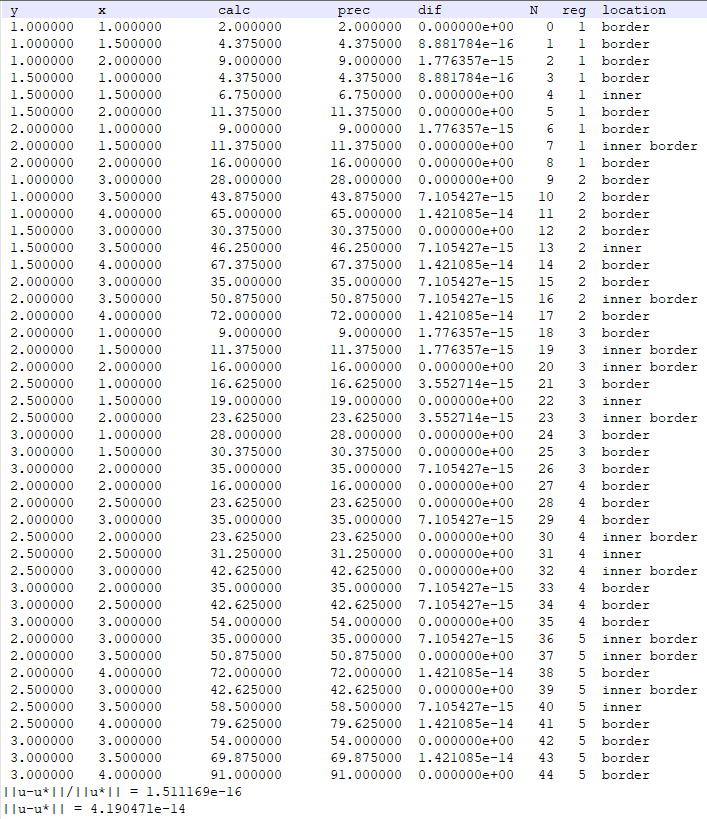 y x calc prec dif N reg location
1.000000 1.000000 2.000000 2.000000 0.000000e+00 0 1 border
1.000000 1.500000 4.375000 4.375000 8.881784e-16 1 1 border
1.000000 2.000000 9.000000 9.000000 1.776357e-15 2 1 border
1.500000 1.000000 4.375000 4.375000 8.881784e-16 3 1 border
1.500000 1.500000 6.750000 6.750000 0.000000e+00 4 1 inner
1.500000 2.000000 11.375000 11.375000 0.000000e+00 5 1 border
2.000000 1.000000 9.000000 9.000000 1.776357e-15 6 1 border
2.000000 1.500000 11.375000 11.375000 0.000000e+00 7 1 inner border
2.000000 2.000000 16.000000 16.000000 0.000000e+00 8 1 border
1.000000 3.000000 28.000000 28.000000 0.000000e+00 9 2 border
1.000000 3.500000 43.875000 43.875000 7.105427e-15 10 2 border
1.000000 4.000000 65.000000 65.000000 1.421085e-14 11 2 border
1.500000 3.000000 30.375000 30.375000 0.000000e+00 12 2 border
1.500000 3.500000 46.250000 46.250000 7.105427e-15 13 2 inner
1.500000 4.000000 67.375000 67.375000 1.421085e-14 14 2 border
2.000000 3.000000 35.000000 35.000000 7.105427e-15 15 2 border
2.000000 3.500000 50.875000 50.875000 7.105427e-15 16 2 inner border
2.000000 4.000000 72.000000 72.000000 1.421085e-14 17 2 border
2.000000 1.000000 9.000000 9.000000 1.776357e-15 18 3 border
2.000000 1.500000 11.375000 11.375000 1.776357e-15 19 3 inner border
2.000000 2.000000 16.000000 16.000000 0.000000e+00 20 3 inner border
2.500000 1.000000 16.625000 16.625000 3.552714e-15 21 3 border
2.500000 1.500000 19.000000 19.000000 0.000000e+00 22 3 inner
2.500000 2.000000 23.625000 23.625000 3.552714e-15 23 3 inner border
3.000000 1.000000 28.000000 28.000000 0.000000e+00 24 3 border
3.000000 1.500000 30.375000 30.375000 0.000000e+00 25 3 border
3.000000 2.000000 35.000000 35.000000 7.105427e-15 26 3 border
2.000000 2.000000 16.000000 16.000000 0.000000e+00 27 4 border
2.000000 2.500000 23.625000 23.625000 0.000000e+00 28 4 border
2.000000 3.000000 35.000000 35.000000 7.105427e-15 29 4 border
2.500000 2.000000 23.625000 23.625000 0.000000e+00 30 4 inner border
2.500000 2.500000 31.250000 31.250000 0.000000e+00 31 4 inner
2.500000 3.000000 42.625000 42.625000 0.000000e+00 32 4 inner border
3.000000 2.000000 35.000000 35.000000 7.105427e-15 33 4 border
3.000000 2.500000 42.625000 42.625000 7.105427e-15 34 4 border
3.000000 3.000000 54.000000 54.000000 0.000000e+00 35 4 border
2.000000 3.000000 35.000000 35.000000 7.105427e-15 36 5 inner border
2.000000 3.500000 50.875000 50.875000 0.000000e+00 37 5 inner border
2.000000 4.000000 72.000000 72.000000 1.421085e-14 38 5 border
2.500000 3.000000 42.625000 42.625000 0.000000e+00 39 5 inner border
2.500000 3.500000 58.500000 58.500000 7.105427e-15 40 5 inner
2.500000 4.000000 79.625000 79.625000 1.421085e-14 41 5 border
3.000000 3.000000 54.000000 54.000000 0.000000e+00 42 5 border
3.000000 3.500000 69.875000 69.875000 1.421085e-14 43 5 border
3.000000 4.000000 91.000000 91.000000 0.000000e+00 44 5 border
||u-u*||/||u*|| = 1.511169e-16
||u-u*|| = 4.190471e-14